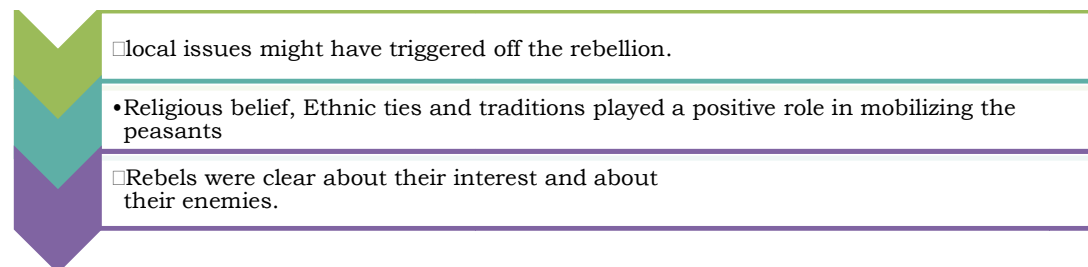 □local issues might have triggered off the rebellion.
•Religious belief, Ethnic ties and traditions played a positive role in mobilizing the
peasants
□Rebels were clear about their interest and about
their enemies.